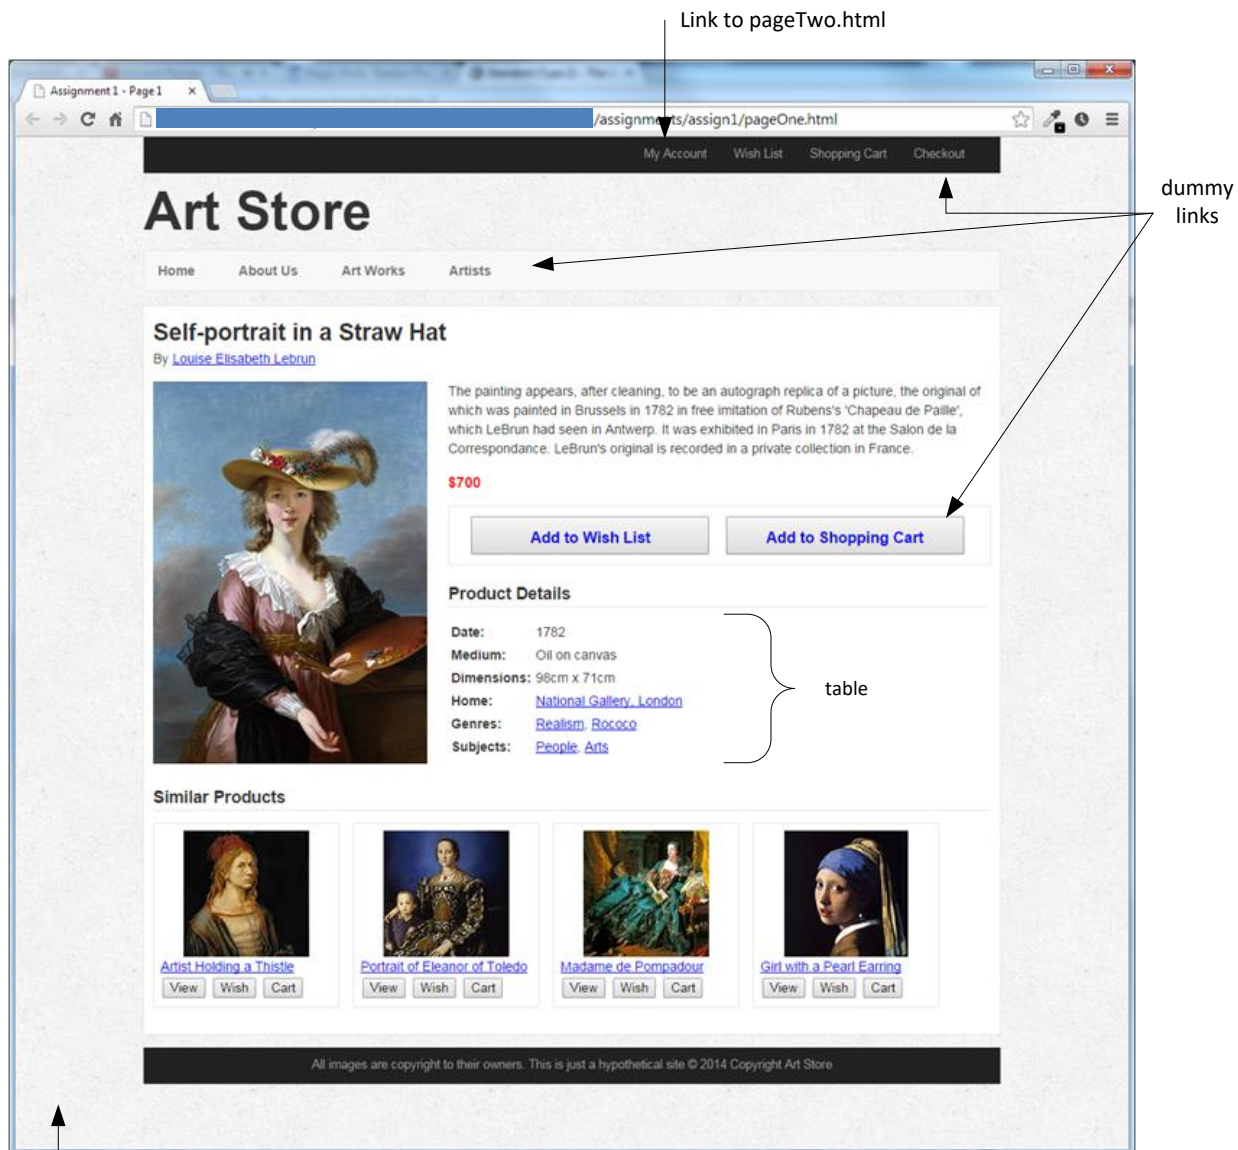 Link to pageTwo.html
Assignment 1 - Page 1
/assignments/assign1/pageOne.html
My Account Wish List Shopping Cart Checkout
dummy
links
Art Store
Home About Us Art Works Artists
Self-portrait in a Straw Hat
By Louise Elisabeth Lebrun
The painting appears, after cleaning, to be an autograph replica of a picture, the original of
which was painted in Brussels in 1782 in free imitation of Rubens's 'Chapeau de Paille',
which LeBrun had seen in Antwerp. It was exhibited in Paris in 1782 at the Salon de la
Correspondance. LeBrun's original is recorded in a private collection in France.
$700
Add to Wish List Add to Shopping Cart
Product Details
Date: 1782
Medium: Oil on canvas
Dimensions: 98cm x 71cm
Home: National Gallery, London
Genres: Realism, Rococo
Subjects: People, Arts
table
Similar Products
Artist Holding a Thistle Portrait of Eleanor of Toledo Madame de Pompadour Girl with a Pearl Earring
View Wish Cart View Wish Cart View Wish Cart View Wish Cart
All images are copyright to their owners. This is just a hypothetical site © 2014 Copyright Art Store